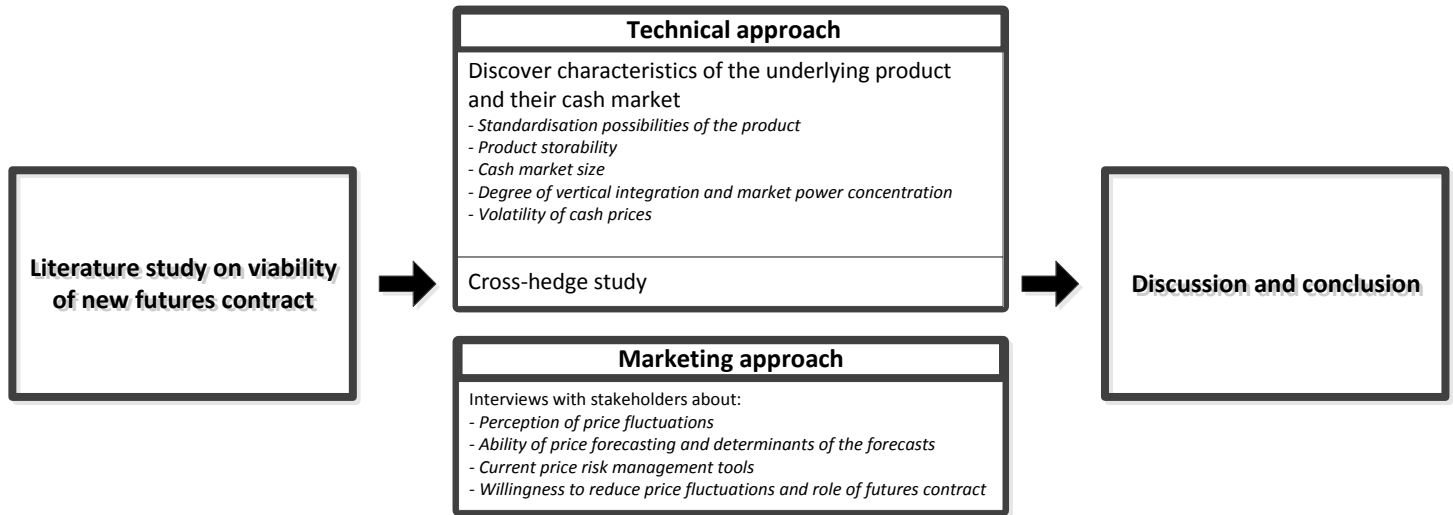 Literature study on viability
of new futures contract
Technical approach
Discover characteristics of the underlying product
and their cash market
- Standardisation possibilities of the product
- Product storability
- Cash market size
- Degree of vertical integration and market power concentration
- Volatility of cash prices
Cross-hedge study
Marketing approach
Interviews with stakeholders about:
- Perception of price fluctuations
- Ability of price forecasting and determinants of the forecasts
- Current price risk management tools
- Willingness to reduce price fluctuations and role of futures contract
Discussion and conclusion